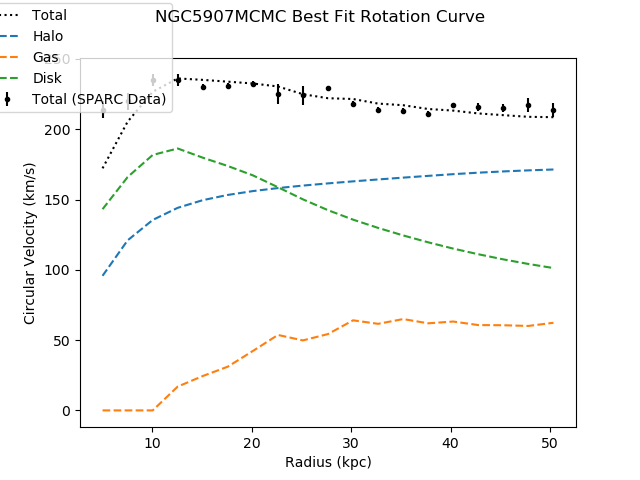 NGC5907MCMC Best Fit Rotation Curve
Total
Halo
Gas
Disk
Total (SPARC Data)
250
200
150
100
50
0
Circular Velocity (km/s)
10
20
30
40
50
Radius (kpc)